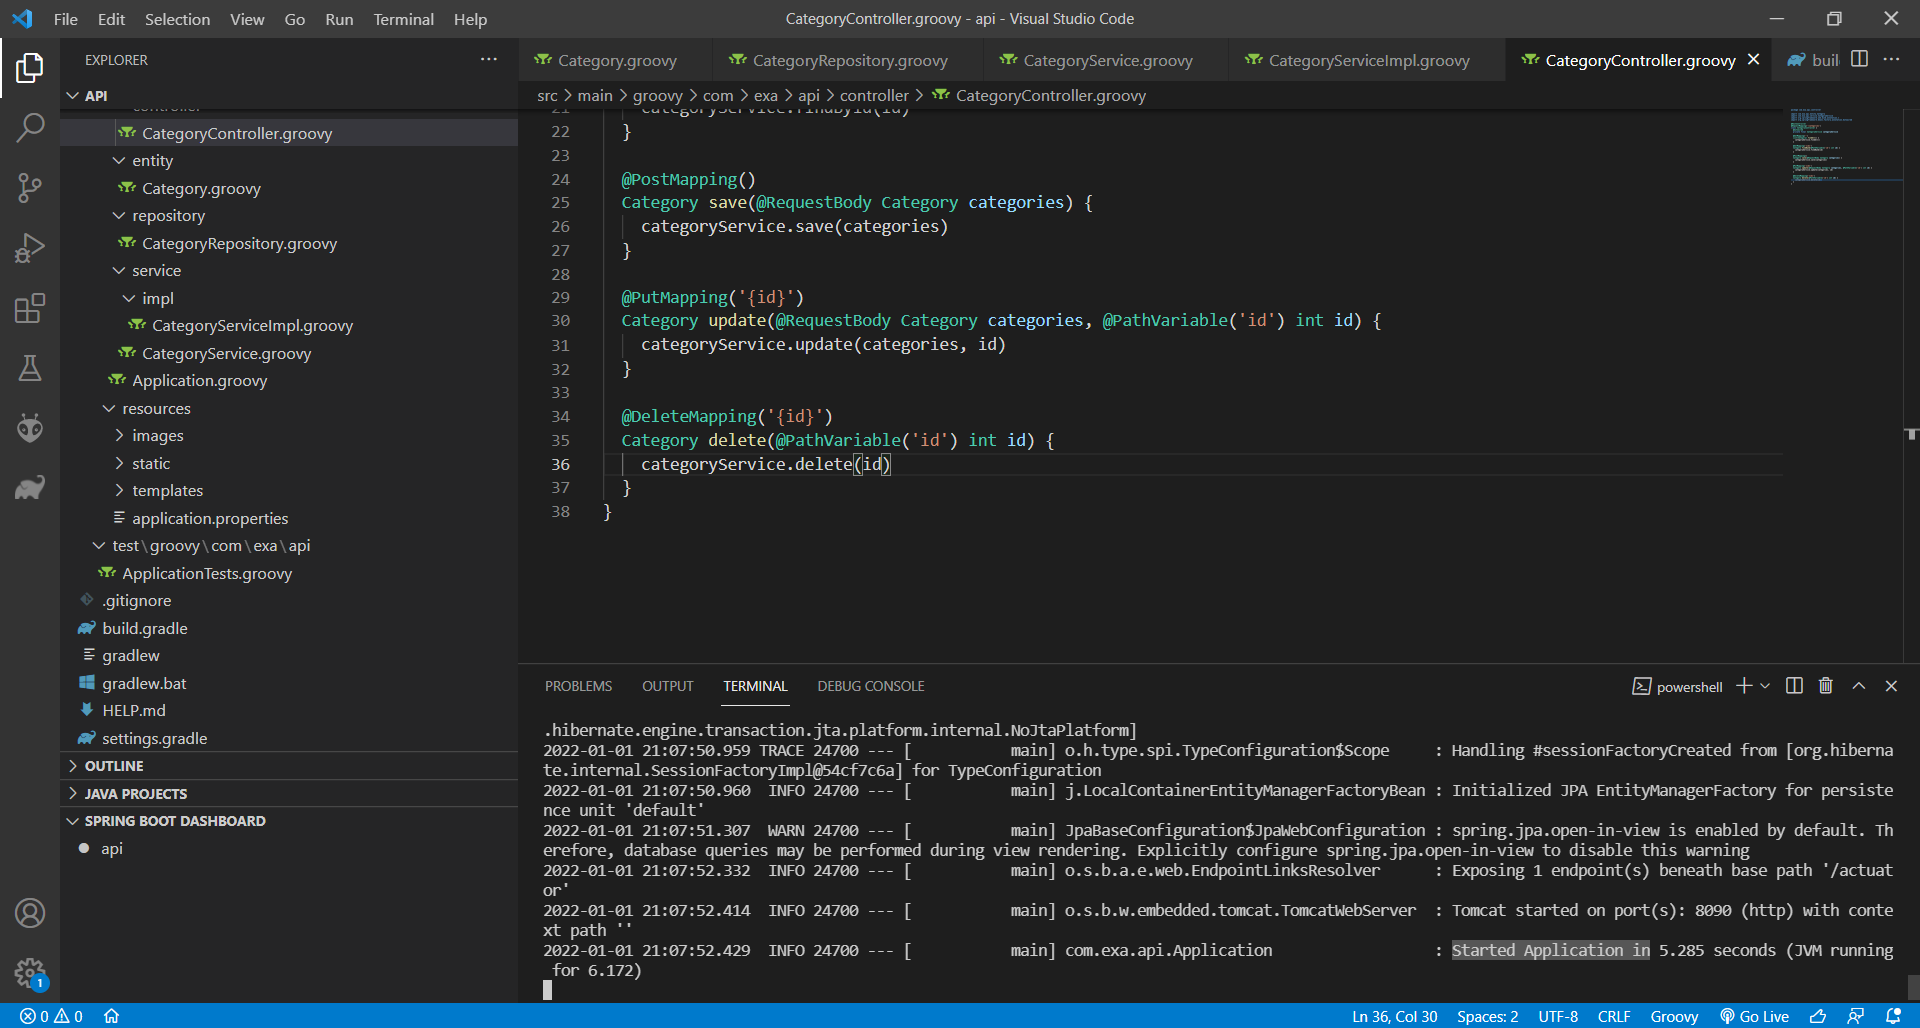 File Edit Selection View Go Run Terminal Help
CategoryController.groovy - api - Visual Studio Code
EXPLORER
API
controller
CategoryController.groovy
entity
Category.groovy
repository
CategoryRepository.groovy
service
impl
CategoryServiceImpl.groovy
CategoryService.groovy
Application.groovy
resources
images
static
templates
application.properties
test\groovy\com\exa\api
ApplicationTests.groovy
.gitignore
build.gradle
gradlew
gradlew.bat
HELP.md
settings.gradle
OUTLINE
JAVA PROJECTS
SPRING BOOT DASHBOARD
api
1
Category.groovy CategoryRepository.groovy CategoryService.groovy CategoryServiceImpl.groovy CategoryController.groovy buil
src > main > groovy > com > exa > api > controller > CategoryController.groovy
21 categoryService.findById(id)
22 }
23
24 @PostMapping()
25 Category save(@RequestBody Category categories) {
26 categoryService.save(categories)
27 }
28
29 @PutMapping('{id}')
30 Category update(@RequestBody Category categories, @PathVariable('id') int id) {
31 categoryService.update(categories, id)
32 }
33
34 @DeleteMapping('{id}')
35 Category delete(@PathVariable('id') int id) {
36 categoryService.delete(id)
37 }
38 }
PROBLEMS OUTPUT TERMINAL DEBUG CONSOLE
powershell
.hibernate.engine.transaction.jta.platform.internal.NoJtaPlatform]
2022-01-01 21:07:50.959 TRACE 24700 --- [ main] o.h.type.spi.TypeConfiguration$Scope : Handling #sessionFactoryCreated from [org.hiberna
te.internal.SessionFactoryImpl@54cf7c6a] for TypeConfiguration
2022-01-01 21:07:50.960 INFO 24700 --- [ main] j.LocalContainerEntityManagerFactoryBean : Initialized JPA EntityManagerFactory for persiste
nce unit 'default'
2022-01-01 21:07:51.307 WARN 24700 --- [ main] JpaBaseConfiguration$JpaWebConfiguration : spring.jpa.open-in-view is enabled by default. Th
erefore, database queries may be performed during view rendering. Explicitly configure spring.jpa.open-in-view to disable this warning
2022-01-01 21:07:52.332 INFO 24700 --- [ main] o.s.b.a.e.web.EndpointLinksResolver : Exposing 1 endpoint(s) beneath base path '/actuat
or'
2022-01-01 21:07:52.414 INFO 24700 --- [ main] o.s.b.w.embedded.tomcat.TomcatWebServer : Tomcat started on port(s): 8090 (http) with conte
xt path ''
2022-01-01 21:07:52.429 INFO 24700 --- [ main] com.exa.api.Application : Started Application in 5.285 seconds (JVM running
for 6.172)
0 0 Ln 36, Col 30 Spaces: 2 UTF-8 CRLF Groovy Go Live